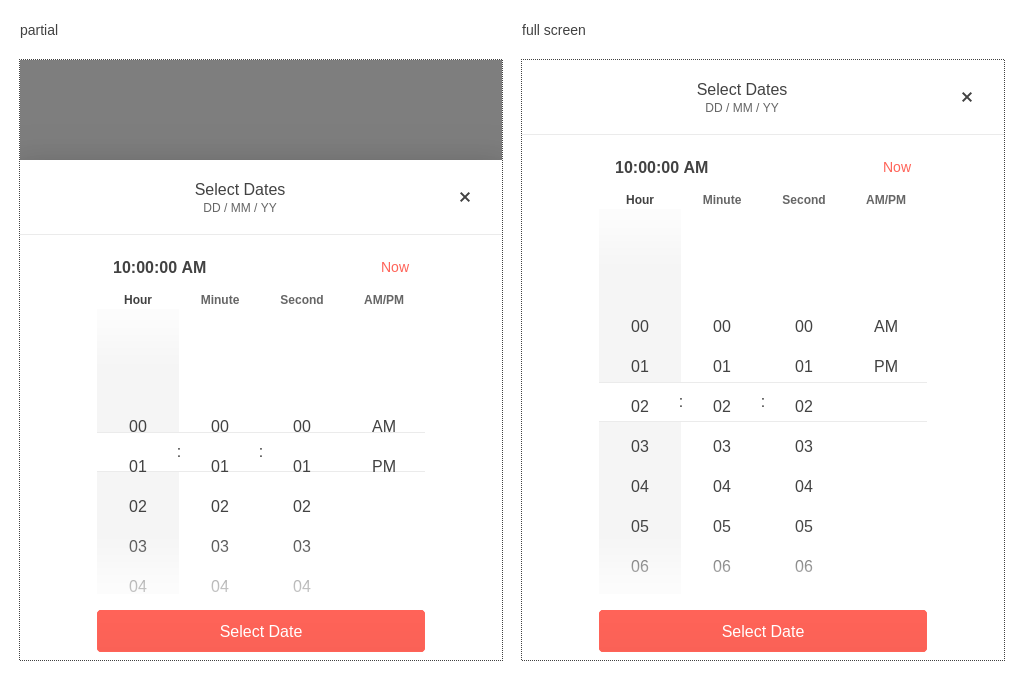 partial
Select Dates
DD / MM / YY
10:00:00 AM Now
Hour Minute Second AM/PM
00 00 00 AM
: :
01 01 01 PM
02 02 02
03 03 03
04 04 04
Select Date
full screen
Select Dates
DD / MM / YY
10:00:00 AM Now
Hour Minute Second AM/PM
00 00 00 AM
01 01 01 PM
02 : 02 : 02
03 03 03
04 04 04
05 05 05
06 06 06
Select Date